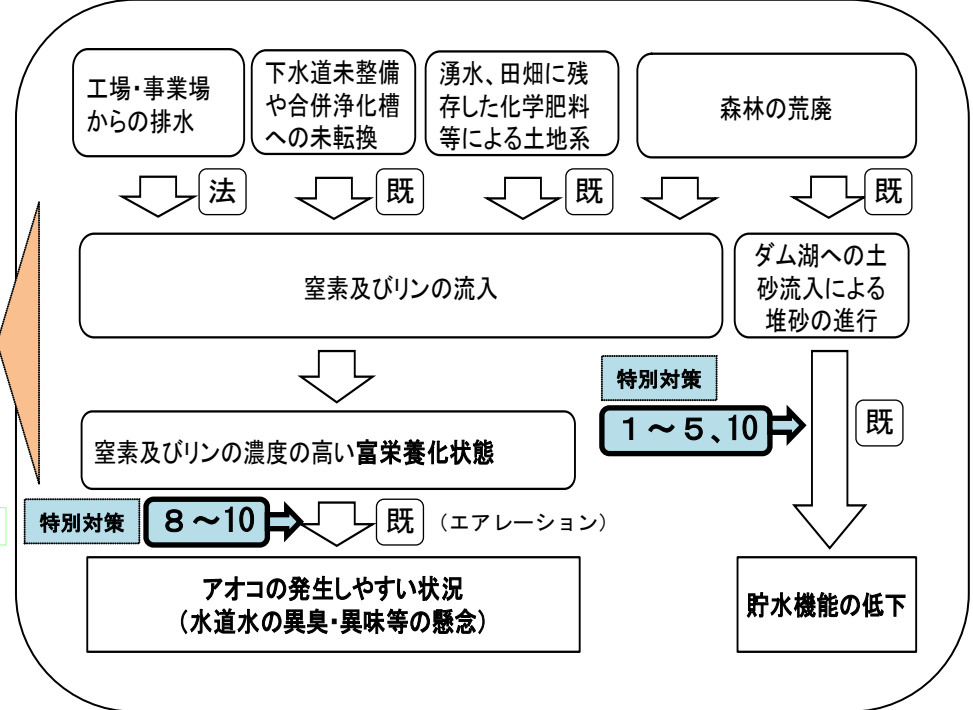 工場・事業場
からの排水
下水道未整備
や合併浄化槽
への未転換
湧水、田畑に残
存した化学肥料
等による土地系
森林の荒廃
法
既
既
既
窒素及びリンの流入
ダム湖への土
砂流入による
堆砂の進行
特別対策
1～5、10
既
窒素及びリンの濃度の高い富栄養化状態
特別対策
8～10
既
（エアレーション）
アオコの発生しやすい状況
（水道水の異臭・異味等の懸念）
貯水機能の低下